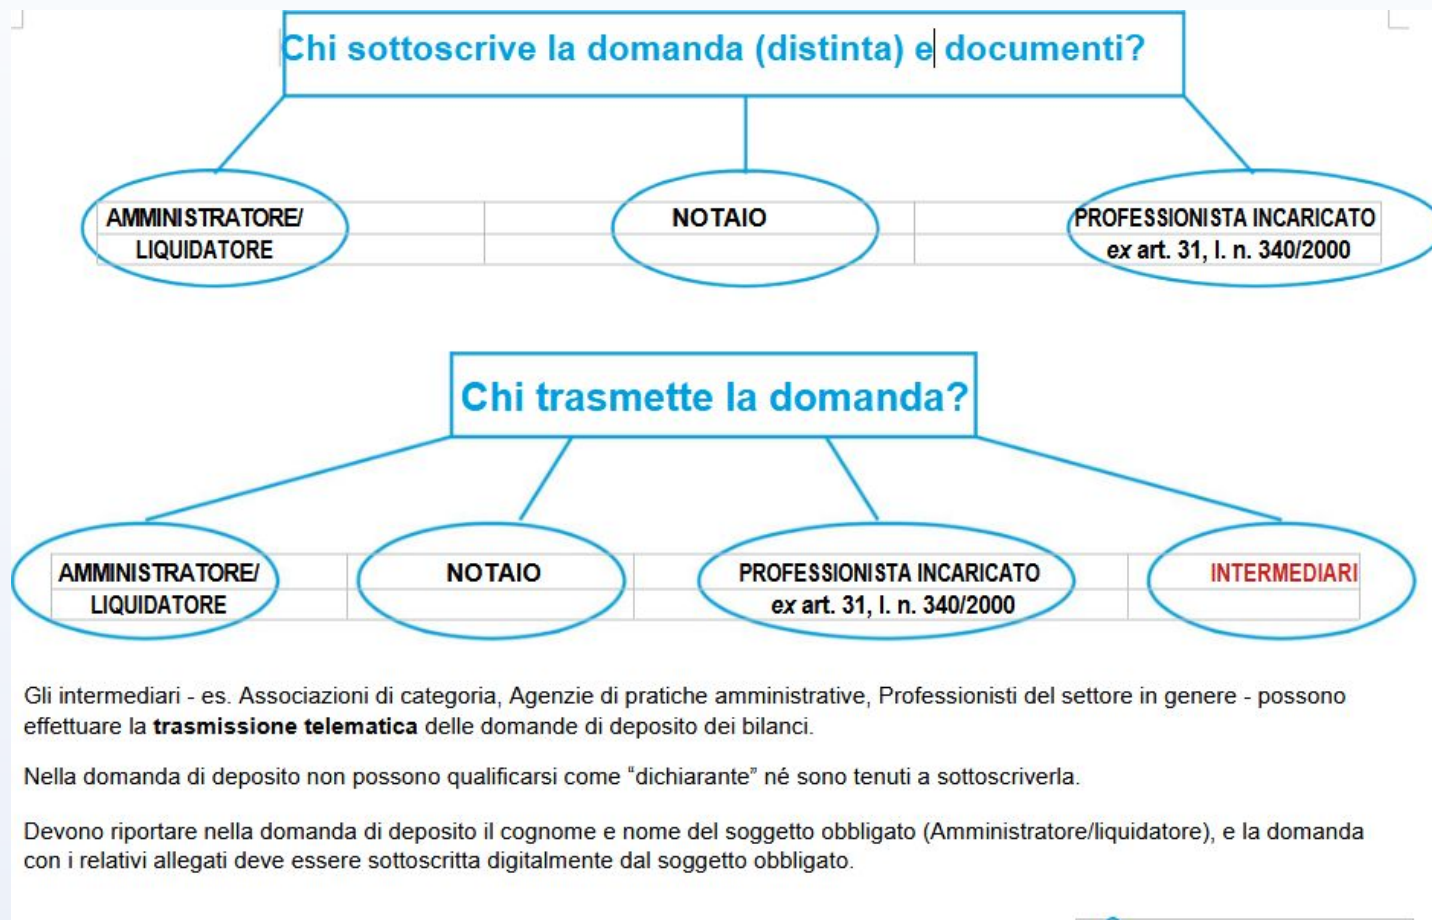 Chi sottoscrive la domanda (distinta) e documenti?
AMMINISTRATORE/
LIQUIDATORE
NOTAIO
PROFESSIONISTA INCARICATO
ex art. 31, l. n. 340/2000
Chi trasmette la domanda?
AMMINISTRATORE/
LIQUIDATORE
NOTAIO
PROFESSIONISTA INCARICATO
ex art. 31, l. n. 340/2000
INTERMEDIARI
Gli intermediari - es. Associazioni di categoria, Agenzie di pratiche amministrative, Professionisti del settore in genere - possono
effettuare la trasmissione telematica delle domande di deposito dei bilanci.
Nella domanda di deposito non possono qualificarsi come “dichiarante” né sono tenuti a sottoscriverla.
Devono riportare nella domanda di deposito il cognome e nome del soggetto obbligato (Amministratore/liquidatore), e la domanda
con i relativi allegati deve essere sottoscritta digitalmente dal soggetto obbligato.